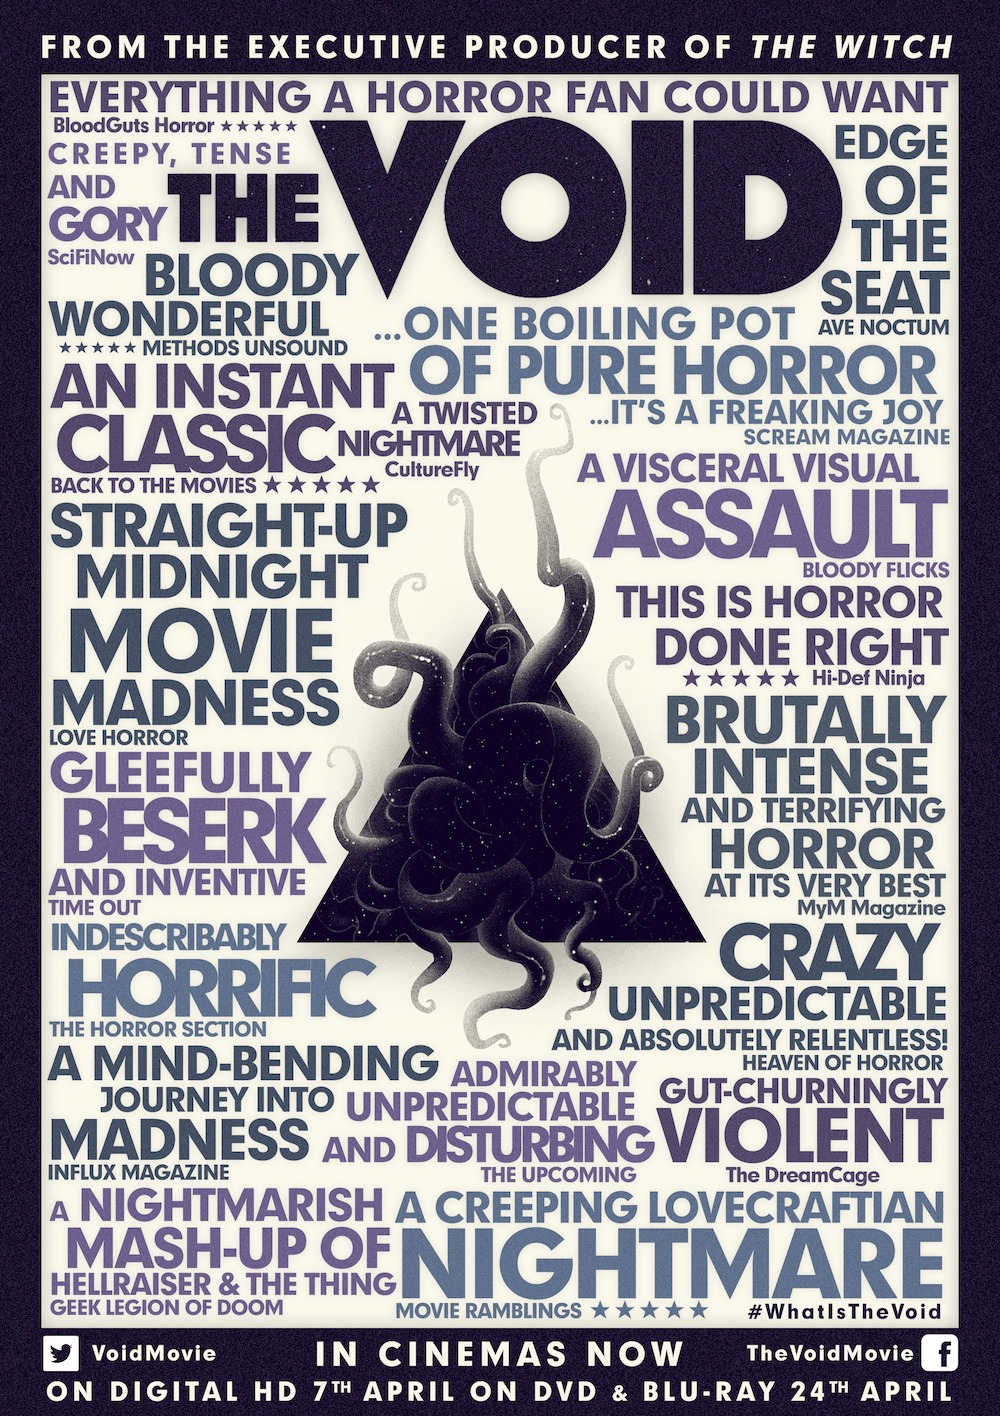 FROM THE EXECUTIVE PRODUCER OF THE WITCH
EVERYTHING A HORROR FAN COULD WANT
BloodGuts Horror ★★★★★
THE VOID
CREEPY, TENSE
AND
GORY
SciFiNow
EDGE
OF
THE
SEAT
AVE NOCTUM
BLOODY
WONDERFUL
★★★★★ METHODS UNSOUND
...ONE BOILING POT
OF PURE HORROR
...IT'S A FREAKING JOY
SCREAM MAGAZINE
AN INSTANT
CLASSIC
BACK TO THE MOVIES ★★★★★
A TWISTED
NIGHTMARE
CultureFly
A VISCERAL VISUAL
ASSAULT
BLOODY FLICKS
STRAIGHT-UP
MIDNIGHT
MOVIE
MADNESS
LOVE HORROR
THIS IS HORROR
DONE RIGHT
★★★★★ Hi-Def Ninja
GLEEFULLY
BESERK
AND INVENTIVE
TIME OUT
BRUTALLY
INTENSE
AND TERRIFYING
HORROR
AT ITS VERY BEST
MyM Magazine
INDESCRIBABLY
HORRIFIC
THE HORROR SECTION
CRAZY
UNPREDICTABLE
AND ABSOLUTELY RELENTLESS!
HEAVEN OF HORROR
A MIND-BENDING
JOURNEY INTO
MADNESS
INFLUX MAGAZINE
ADMIRABLY
UNPREDICTABLE
AND DISTURBING
THE UPCOMING
GUT-CHURNINGLY
VIOLENT
The DreamCage
A NIGHTMARISH
MASH-UP OF
HELLRAISER & THE THING
GEEK LEGION OF DOOM
A CREEPING LOVECRAFTIAN
NIGHTMARE
MOVIE RAMBLINGS ★★★★★
#WhatIsTheVoid
VoidMovie
IN CINEMAS NOW
TheVoidMovie
ON DIGITAL HD 7TH APRIL ON DVD & BLU-RAY 24TH APRIL